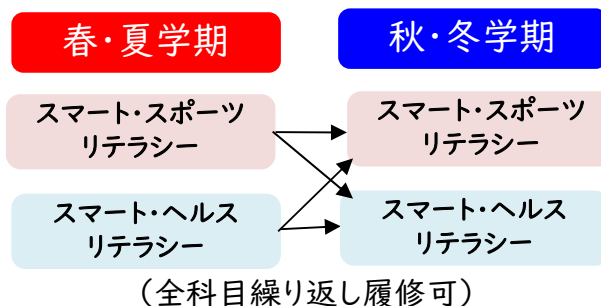 春・夏学期
秋・冬学期
スマート・スポーツ
リテラシー
スマート・スポーツ
リテラシー
スマート・ヘルス
リテラシー
スマート・ヘルス
リテラシー
（全科目繰り返し履修可）